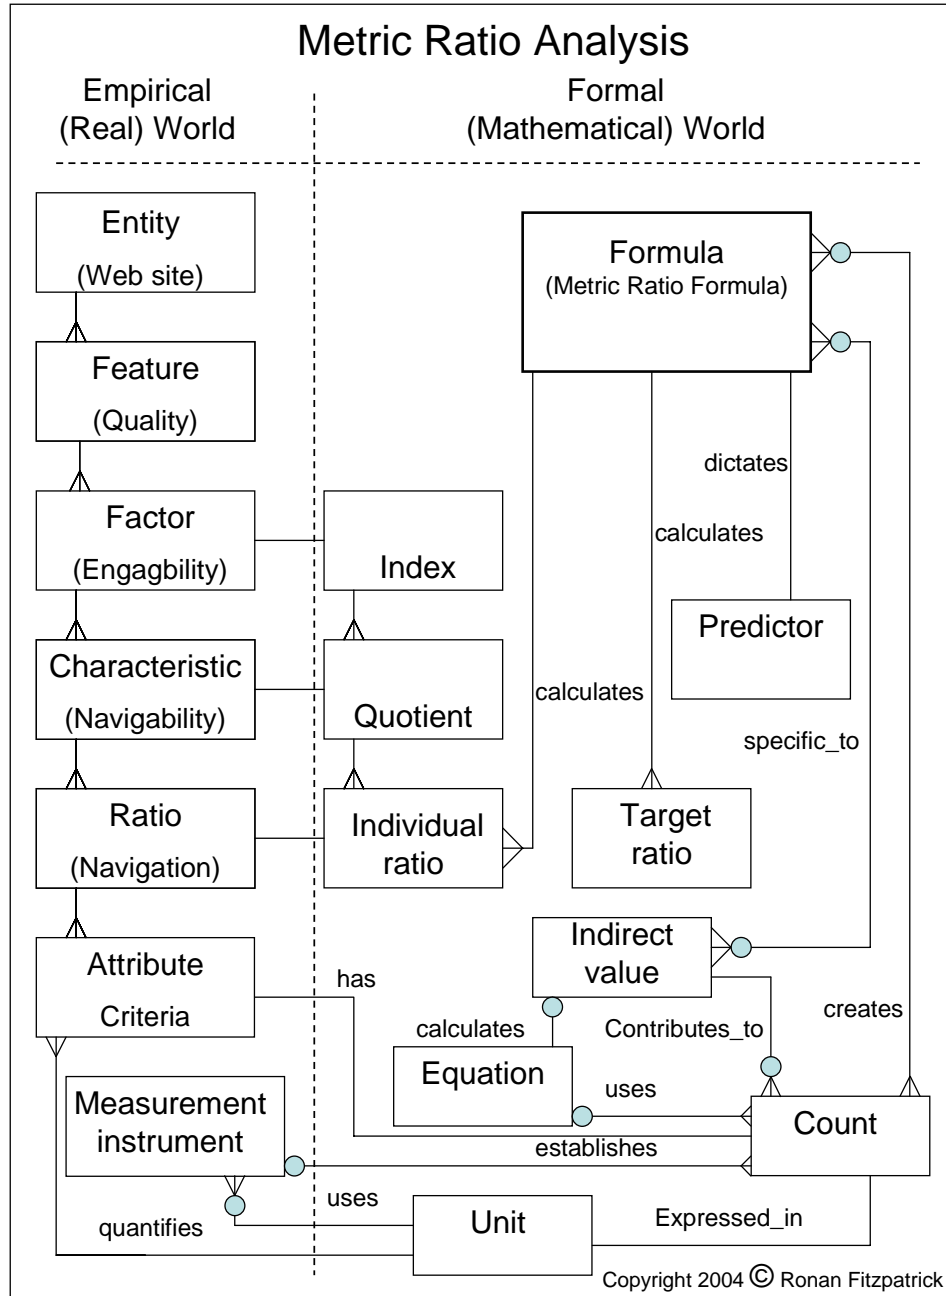 Metric Ratio Analysis
Empirical
(Real) World
Formal
(Mathematical) World
Entity
(Web site)
Formula
(Metric Ratio Formula)
Feature
(Quality)
dictates
Factor
(Engagbility)
Index
calculates
Predictor
Characteristic
(Navigability)
Quotient
calculates
specific_to
Ratio
(Navigation)
Individual
ratio
Target
ratio
Attribute
Criteria
has
Indirect
value
calculates
Contributes_to
creates
Equation
uses
Measurement
instrument
Count
establishes
uses
quantifies
Unit
Expressed_in
Copyright 2004 © Ronan Fitzpatrick